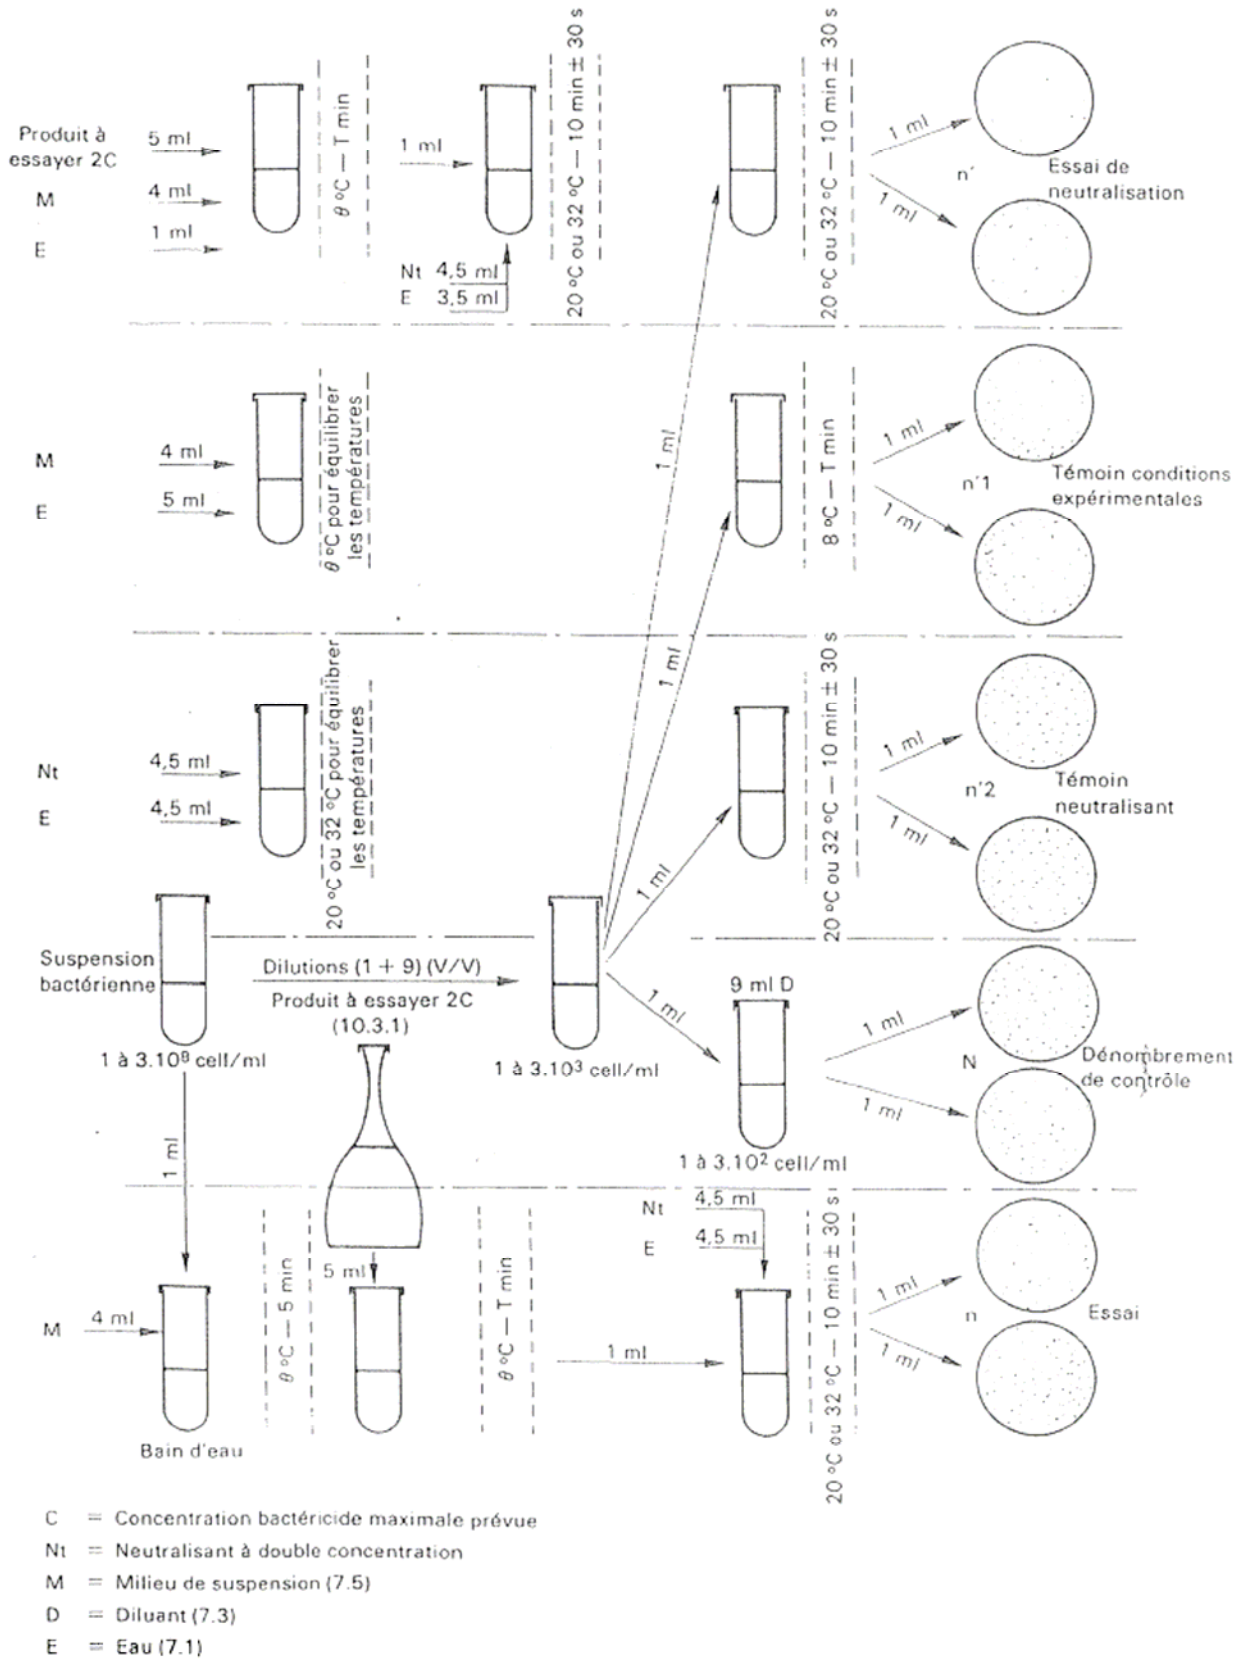 Produit à
essayer 2C
5 ml
M
4 ml
E
1 ml
θ °C — T min
1 ml
Nt 4,5 ml
E 3,5 ml
20 °C ou 32 °C — 10 min ± 30 s
20 °C ou 32 °C — 10 min ± 30 s
1 ml
n'
1 ml
Essai de
neutralisation
M
4 ml
E
5 ml
θ °C pour équilibrer
les températures
1 ml
8 °C — T min
1 ml
n'1
1 ml
Témoin conditions
expérimentales
Nt
4,5 ml
E
4,5 ml
20 °C ou 32 °C pour équilibrer
les températures
1 ml
1 ml
20 °C ou 32 °C — 10 min ± 30 s
1 ml
n'2
1 ml
Témoin
neutralisant
Suspension
bactérienne
1 à 3.10⁸ cell/ml
Dilutions (1 + 9) (V/V)
Produit à essayer 2C
(10.3.1)
1 à 3.10³ cell/ml
1 ml
9 ml D
1 à 3.10² cell/ml
1 ml
N
1 ml
Dénombrement
de contrôle
1 ml
M
4 ml
Bain d'eau
θ °C — 5 min
5 ml
θ °C — T min
1 ml
Nt 4,5 ml
E 4,5 ml
20 °C ou 32 °C — 10 min ± 30 s
1 ml
n
1 ml
Essai
C = Concentration bactéricide maximale prévue
Nt = Neutralisant à double concentration
M = Milieu de suspension (7.5)
D = Diluant (7.3)
E = Eau (7.1)